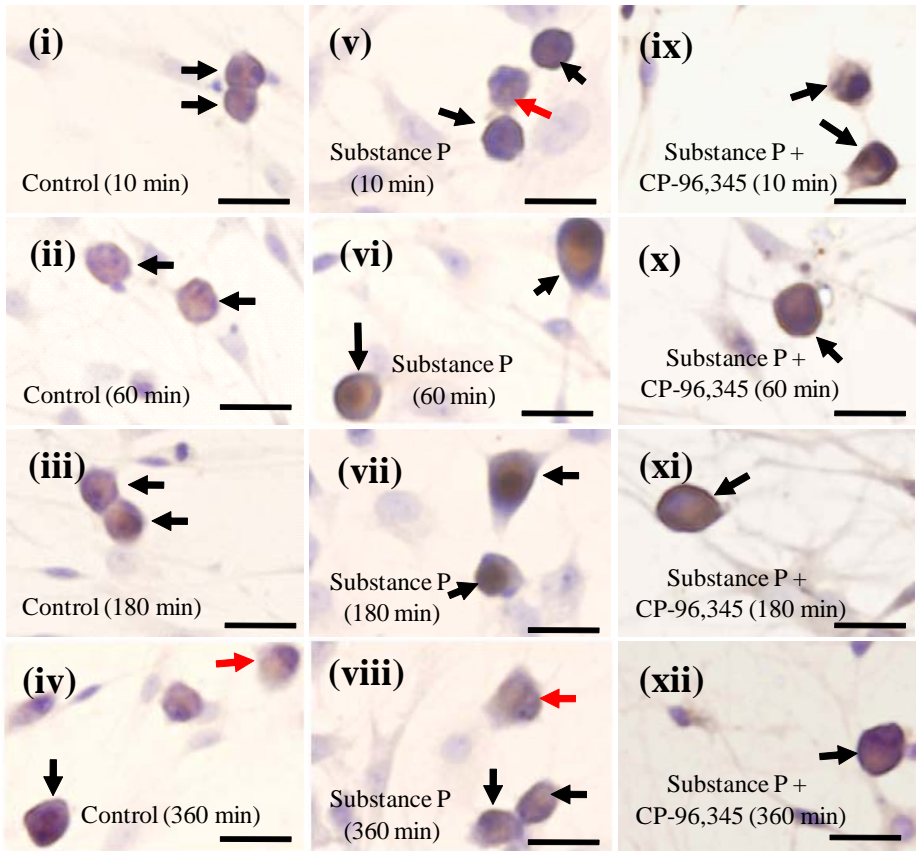 (i)
Control (10 min)
(v)
Substance P
(10 min)
(ix)
Substance P +
CP-96,345 (10 min)
(ii)
Control (60 min)
(vi)
Substance P
(60 min)
(x)
Substance P +
CP-96,345 (60 min)
(iii)
Control (180 min)
(vii)
Substance P
(180 min)
(xi)
Substance P +
CP-96,345 (180 min)
(iv)
Control (360 min)
(viii)
Substance P
(360 min)
(xii)
Substance P +
CP-96,345 (360 min)